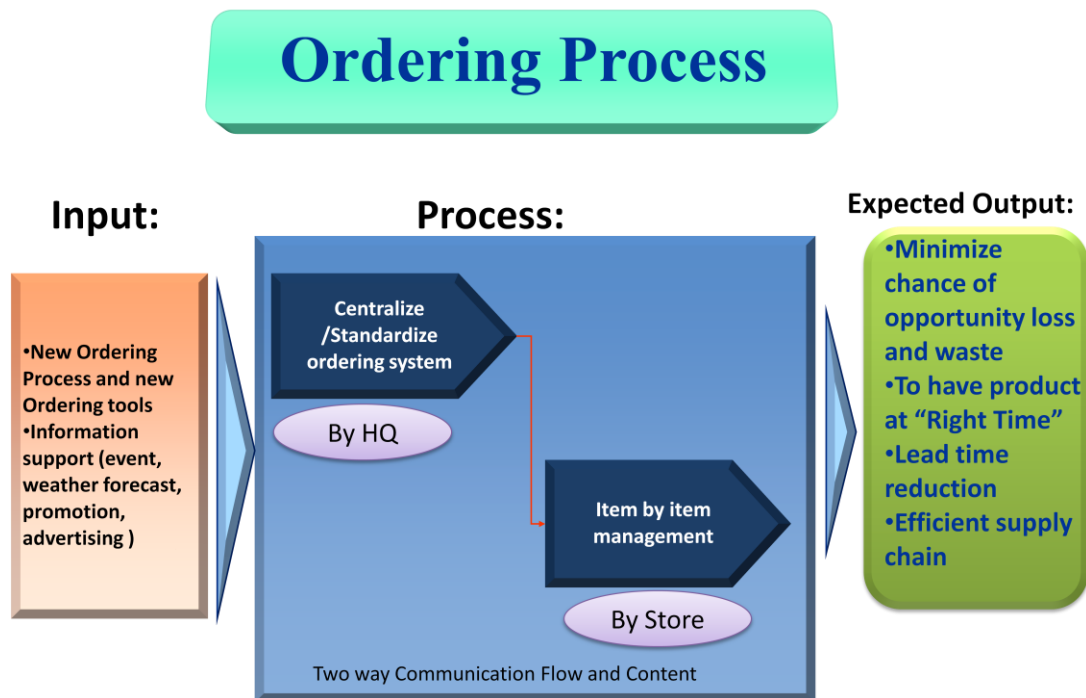 Ordering Process
Input:
•New Ordering
Process and new
Ordering tools
•Information
support (event,
weather forecast,
promotion,
advertising )
Process:
Centralize
/Standardize
ordering system
By HQ
Item by item
management
By Store
Two way Communication Flow and Content
Expected Output:
•Minimize
chance of
opportunity loss
and waste
•To have product
at “Right Time”
•Lead time
reduction
•Efficient supply
chain